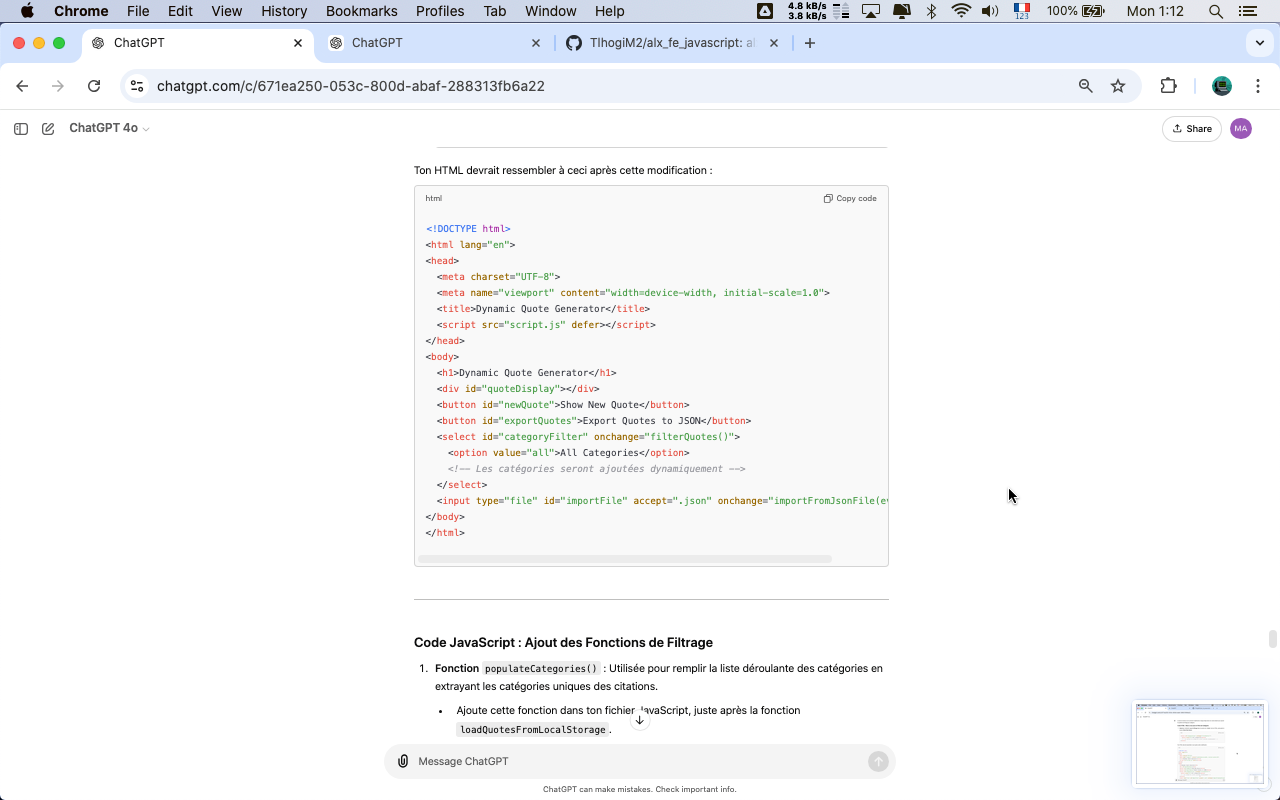 Chrome File Edit View History Bookmarks Profiles Tab Window Help 4.8 kB/s 3.8 kB/s 123 100% Mon 1:12
ChatGPT ChatGPT TlhogiM2/alx_fe_javascript: al
chatgpt.com/c/671ea250-053c-800d-abaf-288313fb6a22
ChatGPT 4o Share MA
Ton HTML devrait ressembler à ceci après cette modification :
html Copy code
<!DOCTYPE html>
<html lang="en">
<head>
<meta charset="UTF-8">
<meta name="viewport" content="width=device-width, initial-scale=1.0">
<title>Dynamic Quote Generator</title>
<script src="script.js" defer></script>
</head>
<body>
<h1>Dynamic Quote Generator</h1>
<div id="quoteDisplay"></div>
<button id="newQuote">Show New Quote</button>
<button id="exportQuotes">Export Quotes to JSON</button>
<select id="categoryFilter" onchange="filterQuotes()">
<option value="all">All Categories</option>
<!-- Les catégories seront ajoutées dynamiquement -->
</select>
<input type="file" id="importFile" accept=".json" onchange="importFromJsonFile(ev
</body>
</html>
Code JavaScript : Ajout des Fonctions de Filtrage
1. Fonction populateCategories() : Utilisée pour remplir la liste déroulante des catégories en
extrayant les catégories uniques des citations.
• Ajoute cette fonction dans ton fichier JavaScript, juste après la fonction
loadQuotesFromLocalStorage.
Message ChatGPT
ChatGPT can make mistakes. Check important info.